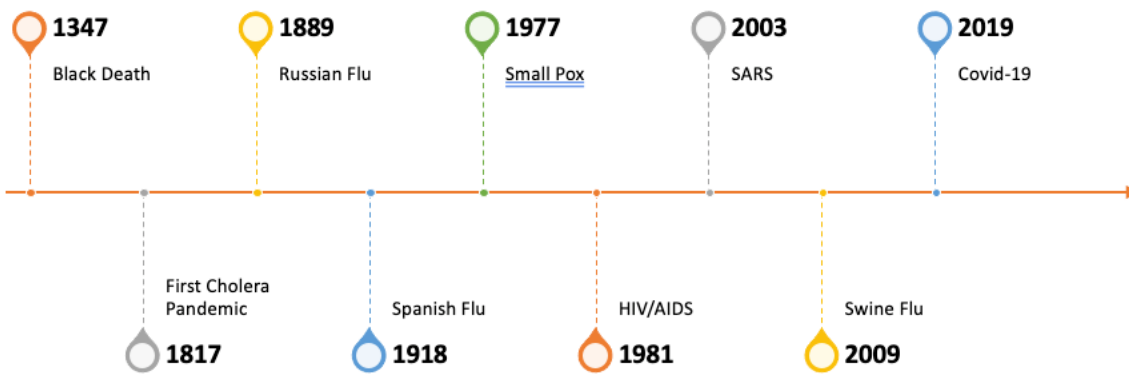 1347
Black Death
1889
Russian Flu
1977
Small Pox
2003
SARS
2019
Covid-19
First Cholera
Pandemic
1817
Spanish Flu
1918
HIV/AIDS
1981
Swine Flu
2009